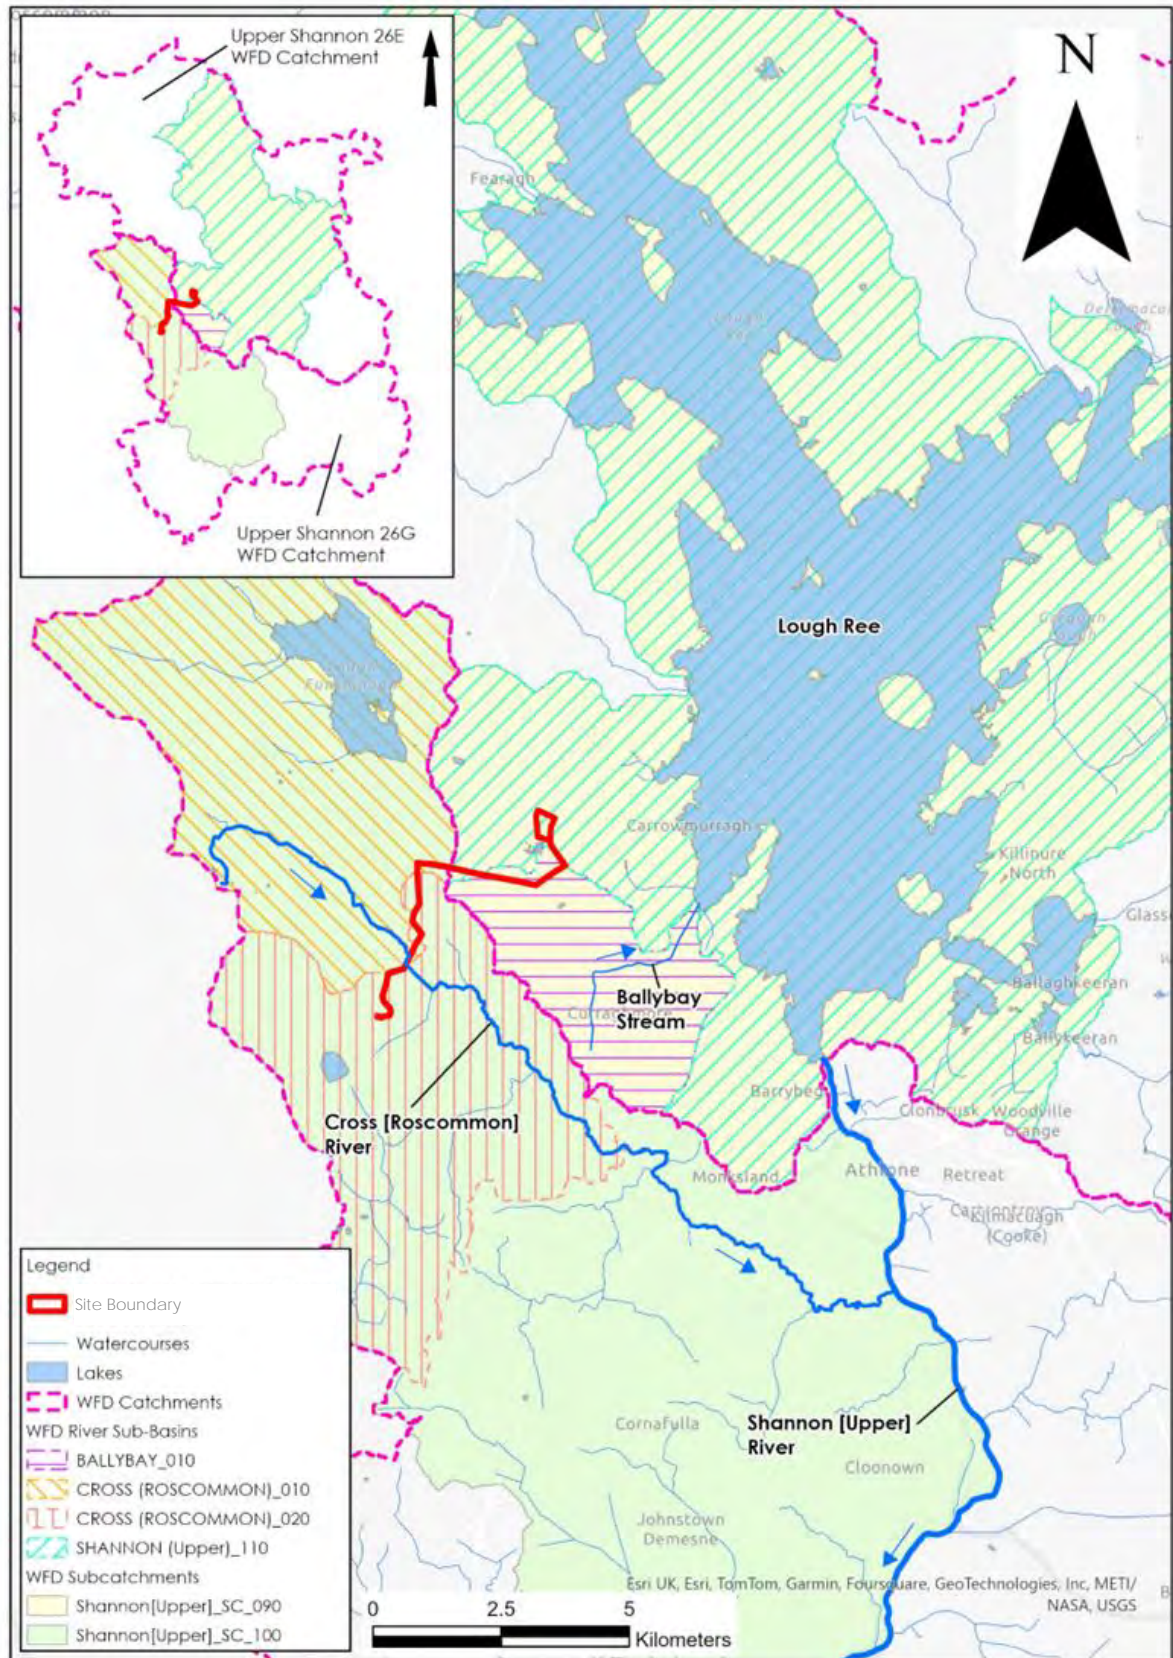 Upper Shannon 26E
WFD Catchment
Upper Shannon 26G
WFD Catchment
N
Fearagh
Lough Ree
Carrowmurragh
Killinure
North
Ballaghkeeran
Ballykeeran
Ballybay
Stream
Barrybeg
Clonbrusk
Woodville
Grange
Cross [Roscommon]
River
Monksland
Athlone
Retreat
Kilmacuagh
(Cooke)
Shannon [Upper]
River
Cornafulla
Cloonown
Johnstown
Demesne
Legend
Site Boundary
Watercourses
Lakes
WFD Catchments
WFD River Sub-Basins
BALLYBAY_010
CROSS (ROSCOMMON)_010
CROSS (ROSCOMMON)_020
SHANNON (Upper)_110
WFD Subcatchments
Shannon[Upper]_SC_090
Shannon[Upper]_SC_100
Esri UK, Esri, TomTom, Garmin, Foursquare, GeoTechnologies, Inc, METI/
NASA, USGS
0 2.5 5
Kilometers